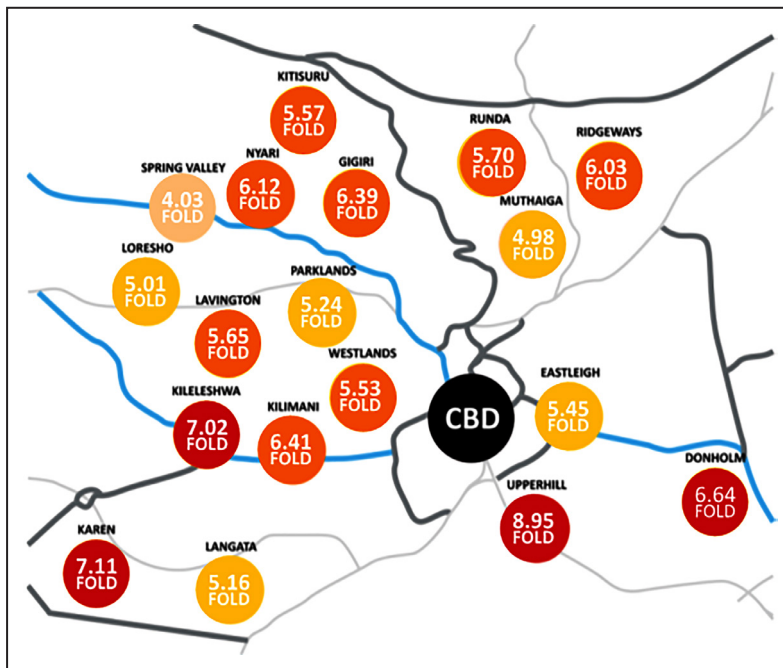 KITISURU
5.57
FOLD
RUNDA
5.70
FOLD
RIDGEWAYS
6.03
FOLD
NYARI
6.12
FOLD
GIGIRI
6.39
FOLD
SPRING VALLEY
4.03
FOLD
MUTHAIGA
4.98
FOLD
LORESHO
5.01
FOLD
PARKLANDS
5.24
FOLD
LAVINGTON
5.65
FOLD
WESTLANDS
5.53
FOLD
EASTLEIGH
5.45
FOLD
CBD
KILELESHWA
7.02
FOLD
KILIMANI
6.41
FOLD
DONHOLM
6.64
FOLD
UPPERHILL
8.95
FOLD
KAREN
7.11
FOLD
LANGATA
5.16
FOLD